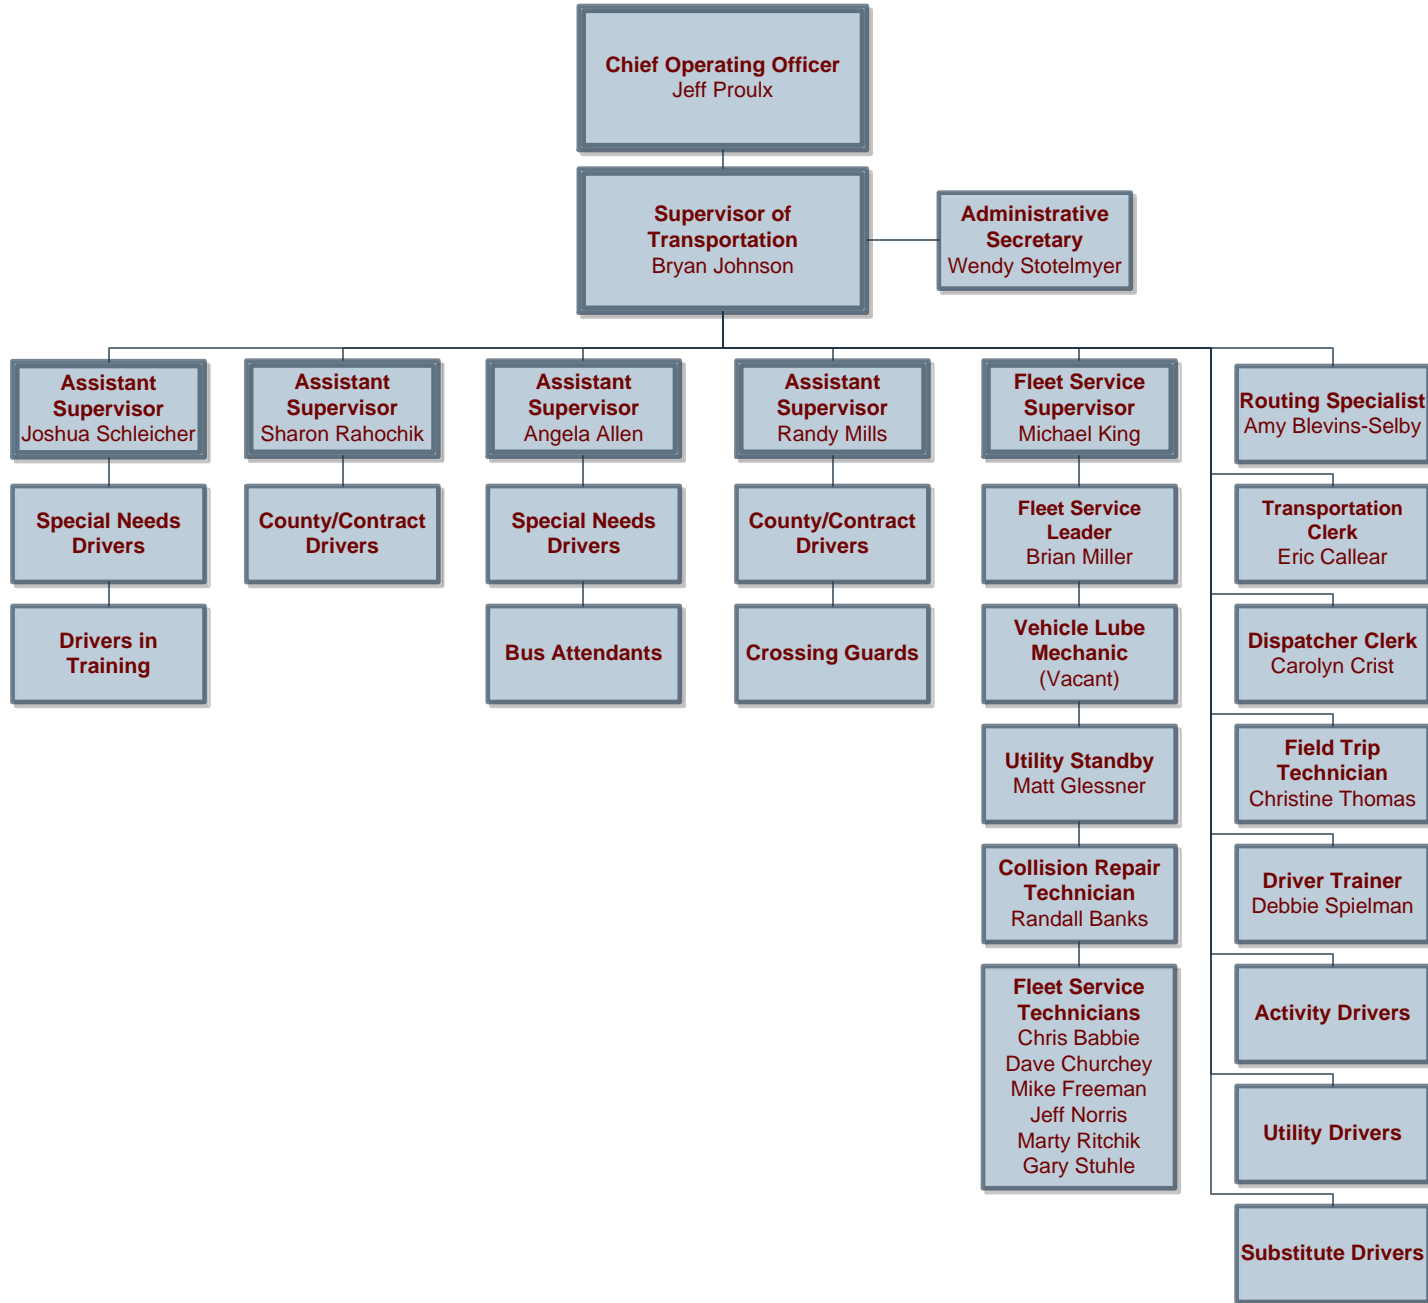 Chief Operating Officer
Jeff Proulx
Supervisor of
Transportation
Bryan Johnson
Administrative
Secretary
Wendy Stotelmyer
Assistant
Supervisor
Joshua Schleicher
Special Needs
Drivers
Drivers in
Training
Assistant
Supervisor
Sharon Rahochik
County/Contract
Drivers
Assistant
Supervisor
Angela Allen
Special Needs
Drivers
Bus Attendants
Assistant
Supervisor
Randy Mills
County/Contract
Drivers
Crossing Guards
Fleet Service
Supervisor
Michael King
Fleet Service
Leader
Brian Miller
Vehicle Lube
Mechanic
(Vacant)
Utility Standby
Matt Glessner
Collision Repair
Technician
Randall Banks
Fleet Service
Technicians
Chris Babbie
Dave Churchey
Mike Freeman
Jeff Norris
Marty Ritchik
Gary Stuhle
Routing Specialist
Amy Blevins-Selby
Transportation
Clerk
Eric Callear
Dispatcher Clerk
Carolyn Crist
Field Trip
Technician
Christine Thomas
Driver Trainer
Debbie Spielman
Activity Drivers
Utility Drivers
Substitute Drivers